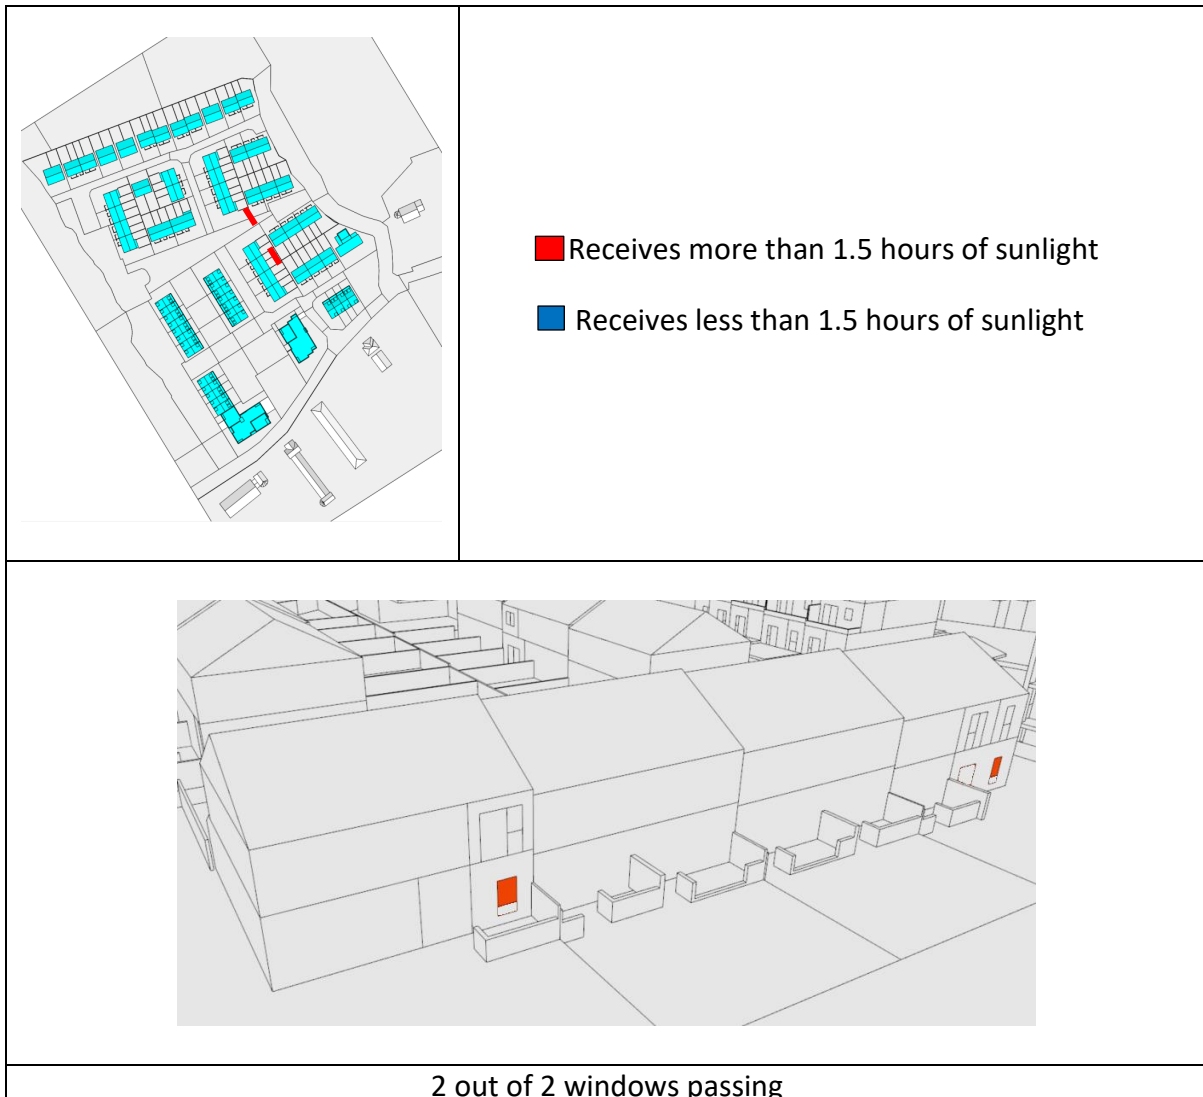 Receives more than 1.5 hours of sunlight
Receives less than 1.5 hours of sunlight
2 out of 2 windows passing